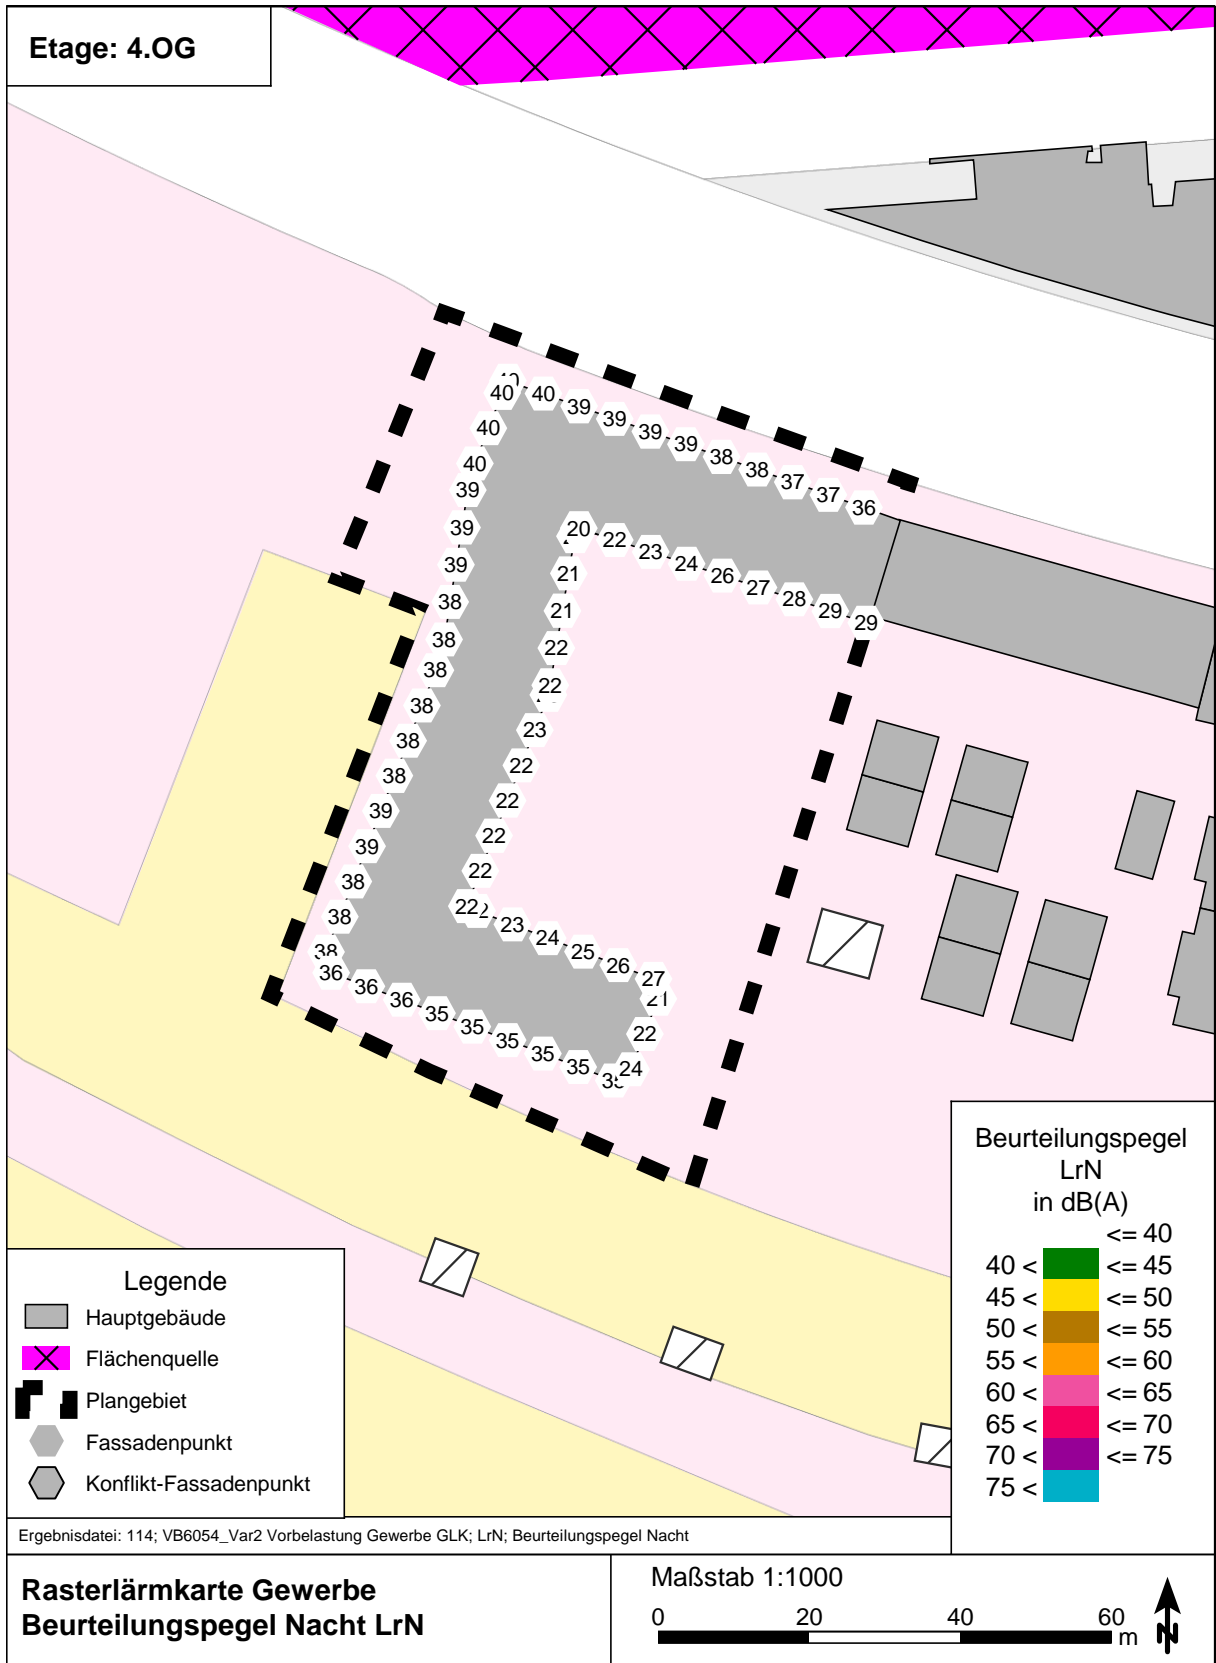 Etage: 4.OG
40
40 40 39 39 39 39 38 38 37 37 36
40
40
39
39
39
38
38
38
38
38
38
39
39
38
38
38
20 22 23 24 26 27 28 29 29
21
21
22
22
23
22
22
22
22
22 23 24 25 26 27
21
22
24
36 36 36 35 35 35 35 35 35
Beurteilungspegel
LrN
in dB(A)
<= 40
40 < <= 45
45 < <= 50
50 < <= 55
55 < <= 60
60 < <= 65
65 < <= 70
70 < <= 75
75 <
Legende
Hauptgebäude
Flächenquelle
Plangebiet
Fassadenpunkt
Konflikt-Fassadenpunkt
Ergebnisdatei: 114; VB6054_Var2 Vorbelastung Gewerbe GLK; LrN; Beurteilungspegel Nacht
Rasterlärmkarte Gewerbe
Beurteilungspegel Nacht LrN
Maßstab 1:1000
0 20 40 60
m
N